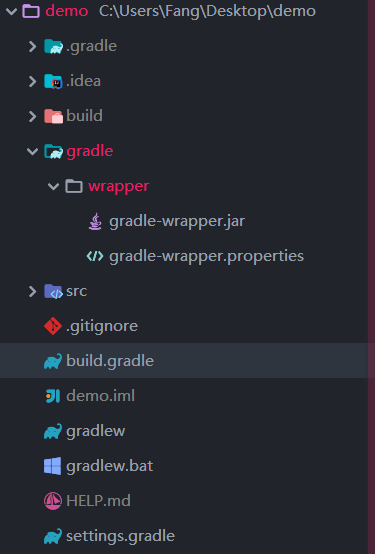 demo C:\Users\Fang\Desktop\demo
.gradle
.idea
build
gradle
wrapper
gradle-wrapper.jar
gradle-wrapper.properties
src
.gitignore
build.gradle
demo.iml
gradlew
gradlew.bat
HELP.md
settings.gradle